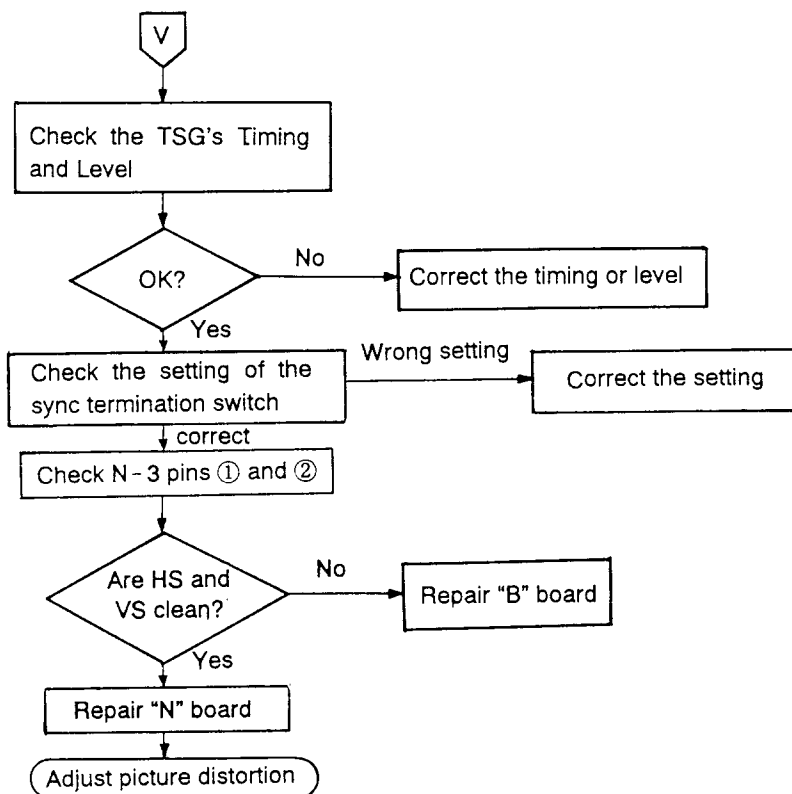 V
Check the TSG's Timing
and Level
OK?
No
Correct the timing or level
Yes
Wrong setting
Check the setting of the
sync termination switch
Correct the setting
correct
Check N-3 pins ① and ②
Are HS and
VS clean?
No
Repair "B" board
Yes
Repair "N" board
Adjust picture distortion